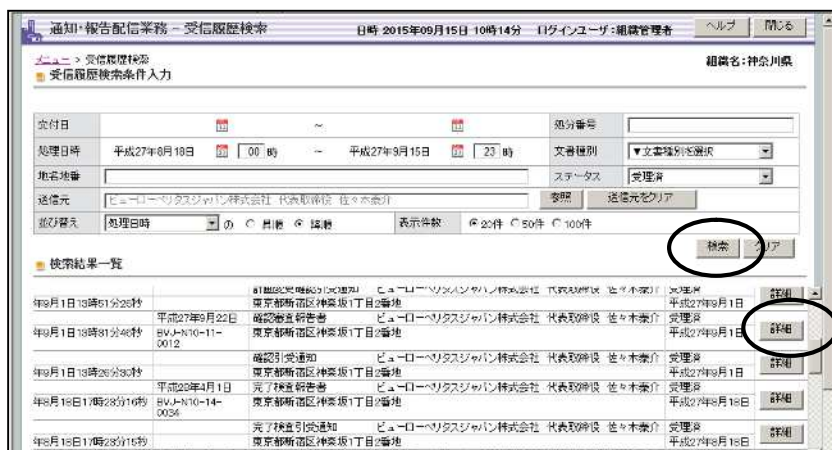 通知・報告配信業務 - 受信履歴検索 日時 2015年09月15日 10時14分 ログインユーザ:組織管理者 ヘルプ 閉じる
メニュー > 受信履歴検索 組織名:神奈川県
受信履歴検索条件入力
交付日 ~ 処分番号
処理日時 平成27年8月18日 00 時 ~ 平成27年9月15日 23 時 文書種別 ▼文書種別を選択
地名地番 ステータス 受理済
送信元 ビューローベリタスジャパン株式会社 代表取締役 佐々木泰介 参照 送信元をクリア
並び替え 処理日時 の 昇順 降順 表示件数 20件 50件 100件
検索 クリア
検索結果一覧
計画変更確認引受通知 ビューローベリタスジャパン株式会社 代表取締役 佐々木泰介 受理済
年9月1日13時51分26秒 東京都新宿区神楽坂1丁目2番地 平成27年9月1日 詳細
平成27年9月22日 確認審査報告書 ビューローベリタスジャパン株式会社 代表取締役 佐々木泰介 受理済
年9月1日13時31分46秒 BVJ-N10-11-0012 東京都新宿区神楽坂1丁目2番地 平成27年9月1日 詳細
確認引受通知 ビューローベリタスジャパン株式会社 代表取締役 佐々木泰介 受理済
年9月1日13時26分30秒 東京都新宿区神楽坂1丁目2番地 平成27年9月1日 詳細
平成28年4月1日 完了検査報告書 ビューローベリタスジャパン株式会社 代表取締役 佐々木泰介 受理済
年8月18日17時28分16秒 BVJ-N10-14-0034 東京都新宿区神楽坂1丁目2番地 平成27年8月18日 詳細
完了検査引受通知 ビューローベリタスジャパン株式会社 代表取締役 佐々木泰介 受理済
年8月18日17時28分15秒 東京都新宿区神楽坂1丁目2番地 平成27年8月18日 詳細